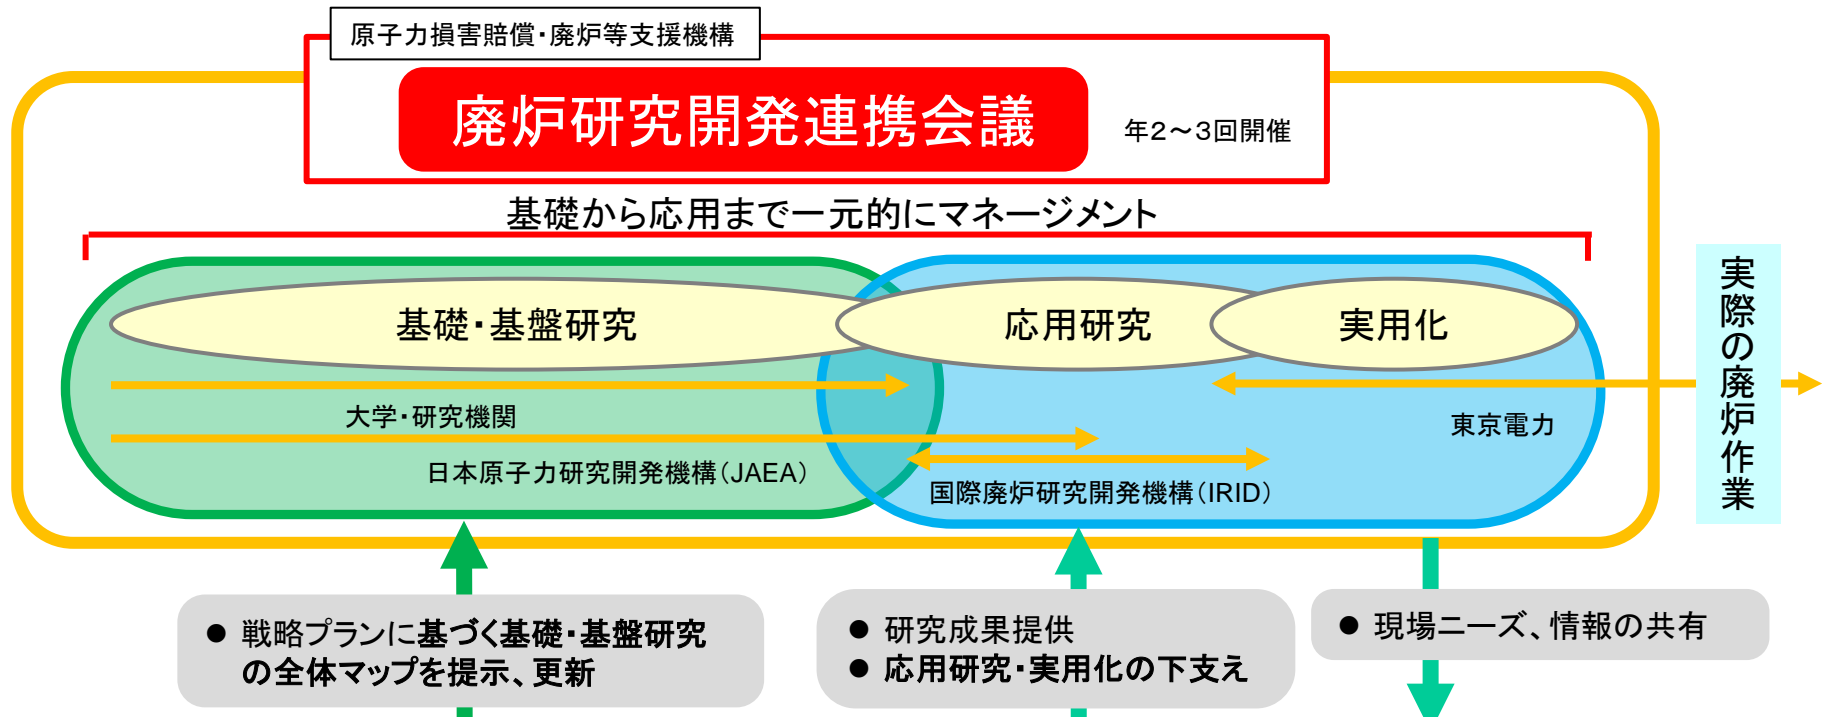 原子力損害賠償・廃炉等支援機構
廃炉研究開発連携会議
年2～3回開催
基礎から応用まで一元的にマネージメント
基礎・基盤研究
応用研究
実用化
大学・研究機関
日本原子力研究開発機構(JAEA)
国際廃炉研究開発機構(IRID)
東京電力
実際の廃炉作業
● 戦略プランに基づく基礎・基盤研究
の全体マップを提示、更新
● 研究成果提供
● 応用研究・実用化の下支え
● 現場ニーズ、情報の共有